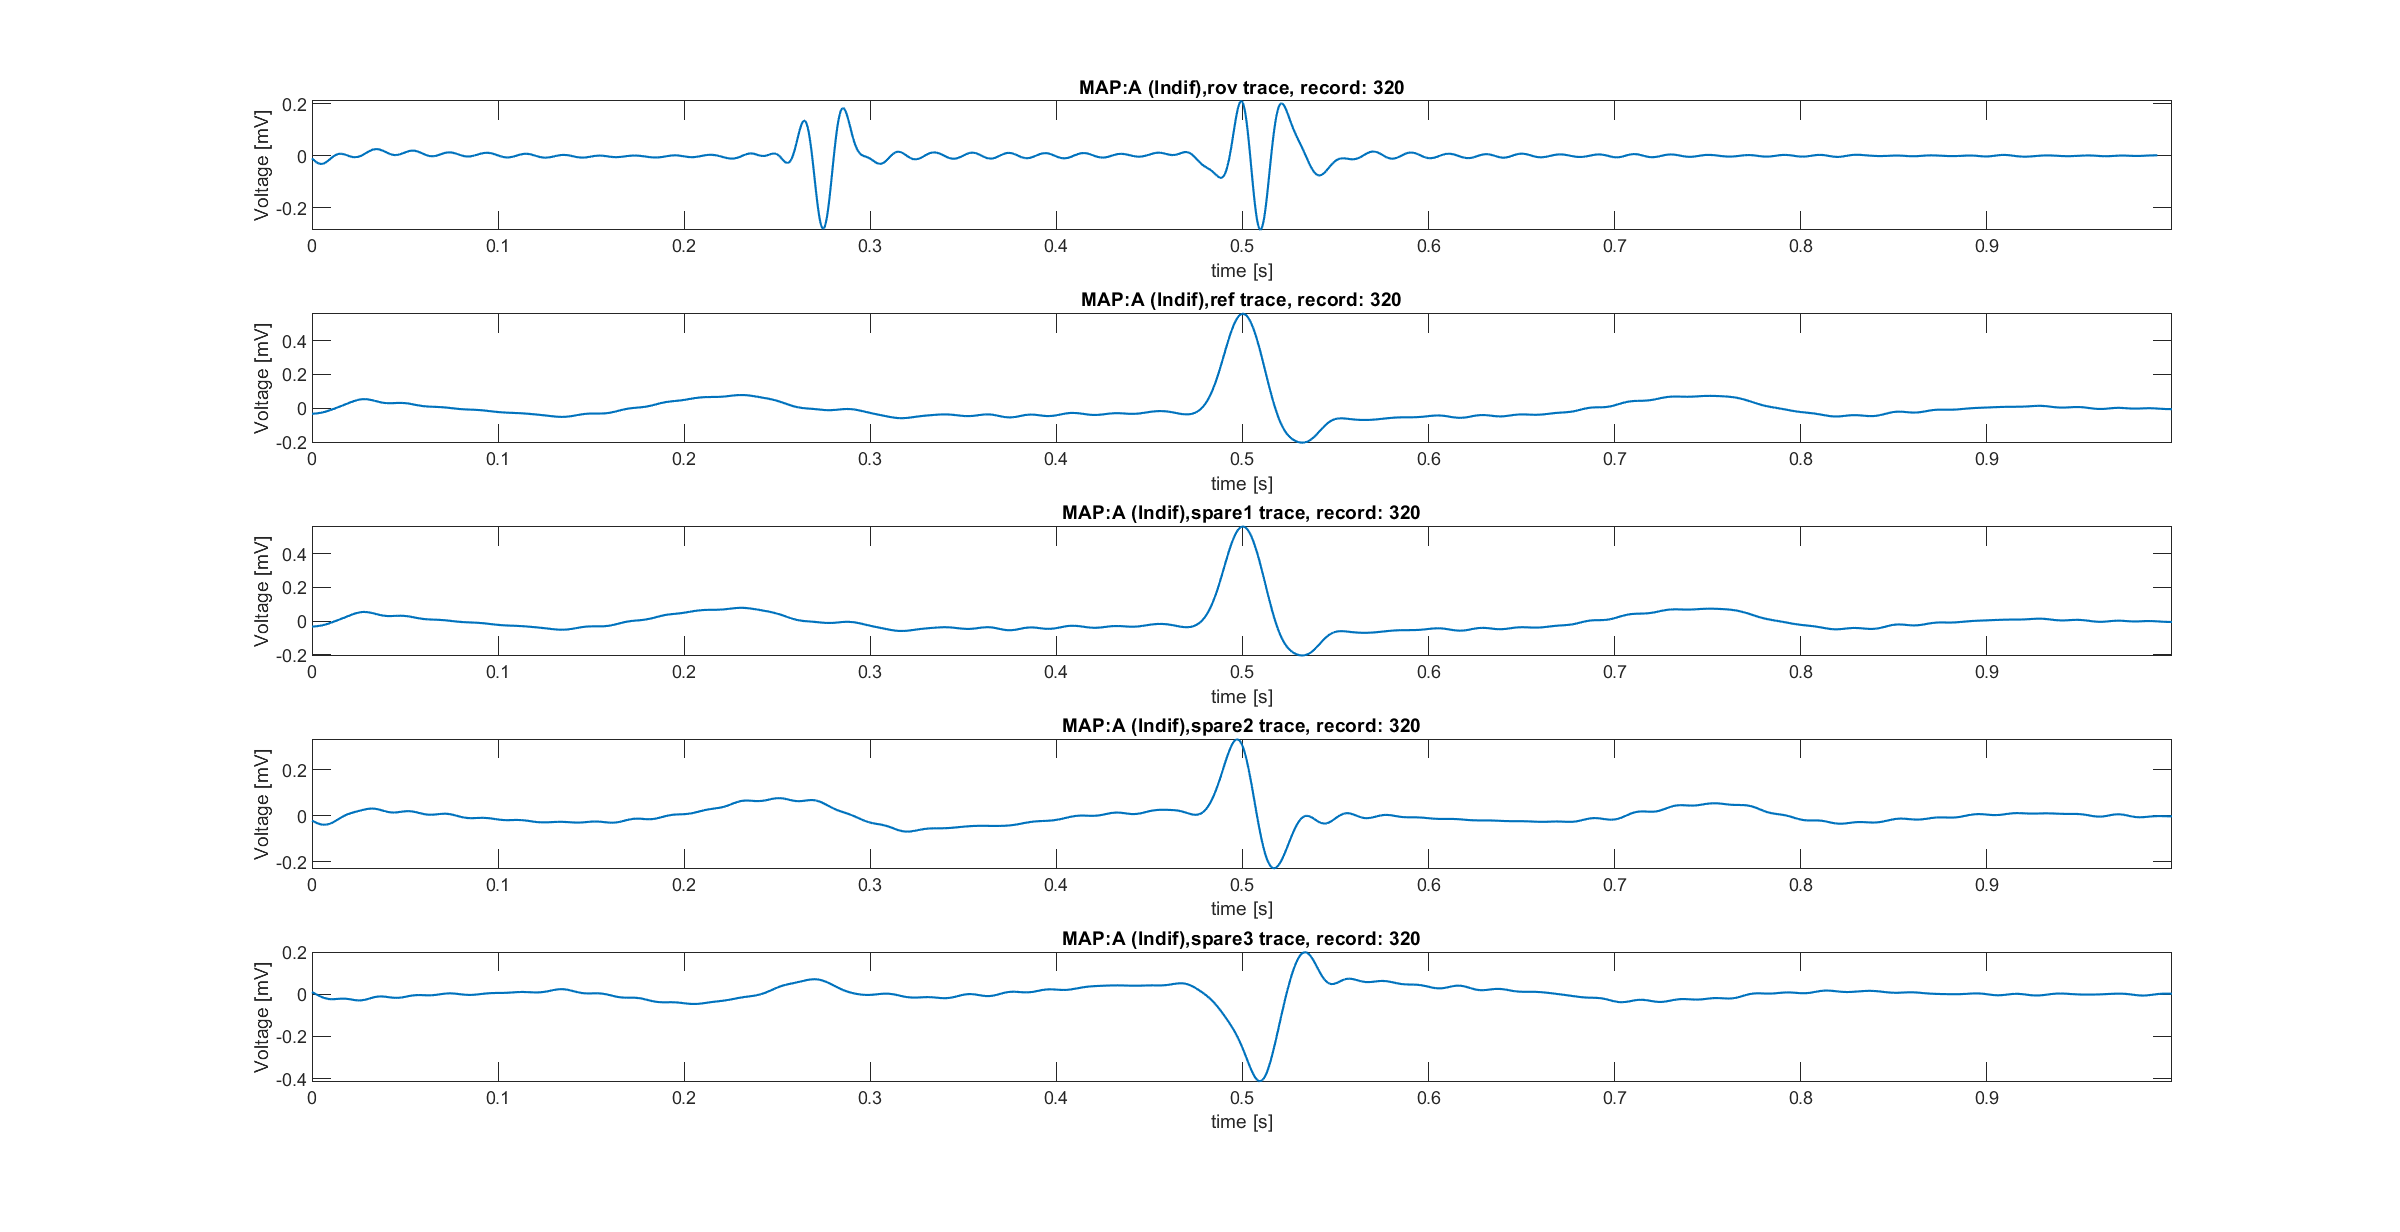 MAP:A (Indif),rov trace, record: 320
Voltage [mV]
0.2
0
-0.2
0 0.1 0.2 0.3 0.4 0.5 0.6 0.7 0.8 0.9
time [s]
MAP:A (Indif),ref trace, record: 320
Voltage [mV]
0.4
0.2
0
-0.2
0 0.1 0.2 0.3 0.4 0.5 0.6 0.7 0.8 0.9
time [s]
MAP:A (Indif),spare1 trace, record: 320
Voltage [mV]
0.4
0.2
0
-0.2
0 0.1 0.2 0.3 0.4 0.5 0.6 0.7 0.8 0.9
time [s]
MAP:A (Indif),spare2 trace, record: 320
Voltage [mV]
0.2
0
-0.2
0 0.1 0.2 0.3 0.4 0.5 0.6 0.7 0.8 0.9
time [s]
MAP:A (Indif),spare3 trace, record: 320
Voltage [mV]
0.2
0
-0.2
-0.4
0 0.1 0.2 0.3 0.4 0.5 0.6 0.7 0.8 0.9
time [s]